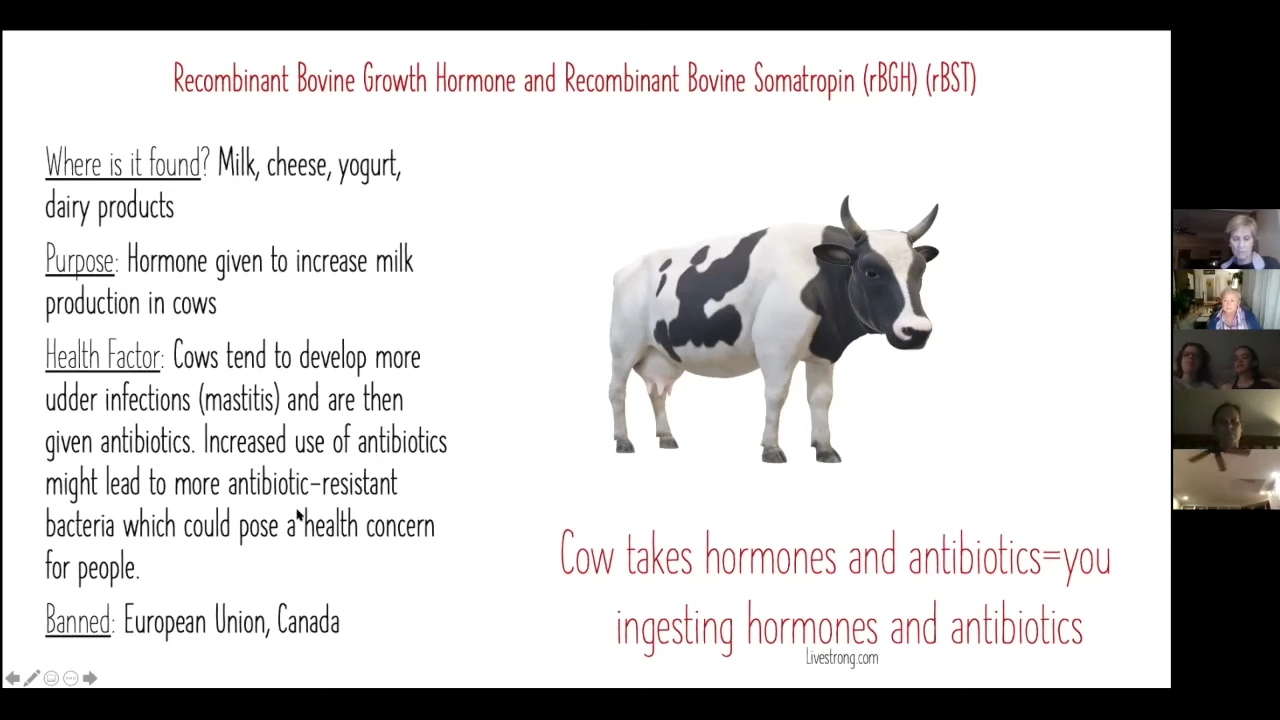 Recombinant Bovine Growth Hormone and Recombinant Bovine Somatropin (rBGH) (rBST)
Where is it found? Milk, cheese, yogurt,
dairy products
Purpose: Hormone given to increase milk
production in cows
Health Factor: Cows tend to develop more
udder infections (mastitis) and are then
given antibiotics. Increased use of antibiotics
might lead to more antibiotic-resistant
bacteria which could pose a health concern
for people.
Banned: European Union, Canada
Cow takes hormones and antibiotics=you
ingesting hormones and antibiotics
Livestrong.com